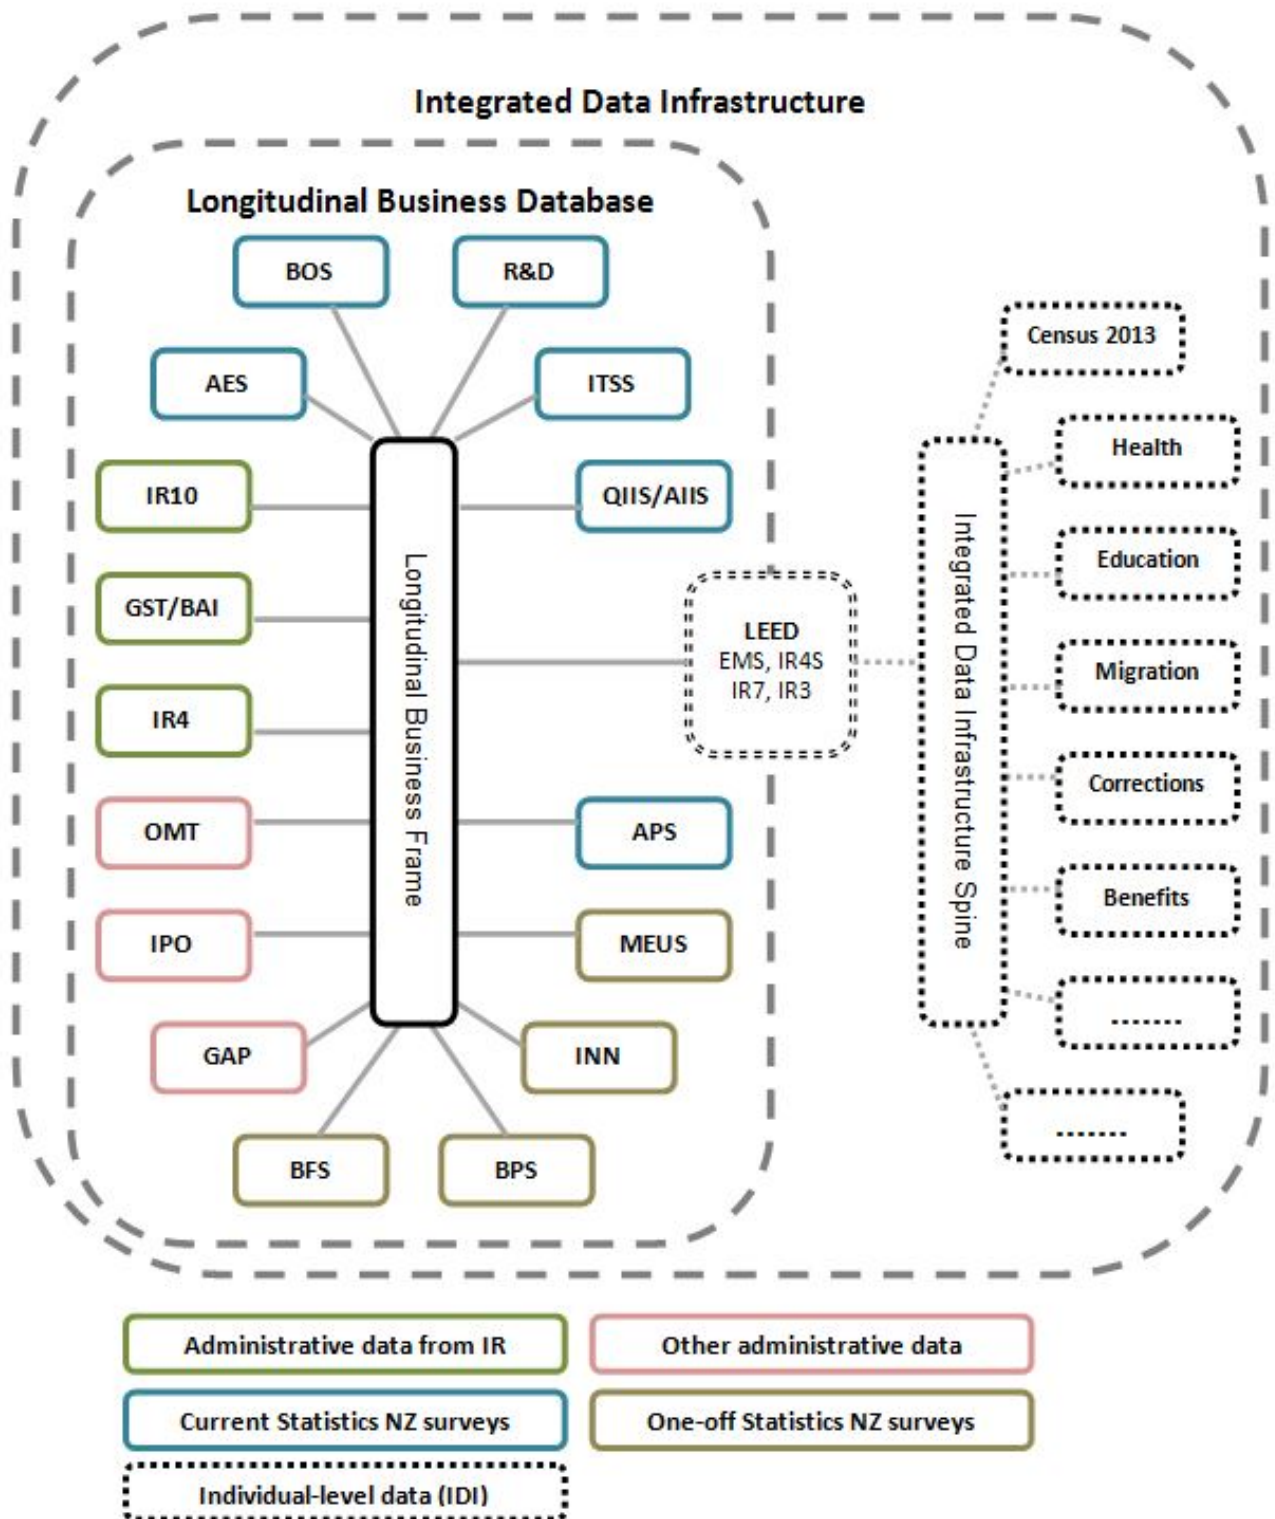 Integrated Data Infrastructure
Longitudinal Business Database
BOS
R&D
AES
ITSS
IR10
QIIS/AIIS
GST/BAI
IR4
OMT
APS
IPO
MEUS
GAP
INN
BFS
BPS
Longitudinal Business Frame
LEED
EMS, IR4S
IR7, IR3
Integrated Data Infrastructure Spine
Census 2013
Health
Education
Migration
Corrections
Benefits
........
........
Administrative data from IR
Other administrative data
Current Statistics NZ surveys
One-off Statistics NZ surveys
Individual-level data (IDI)